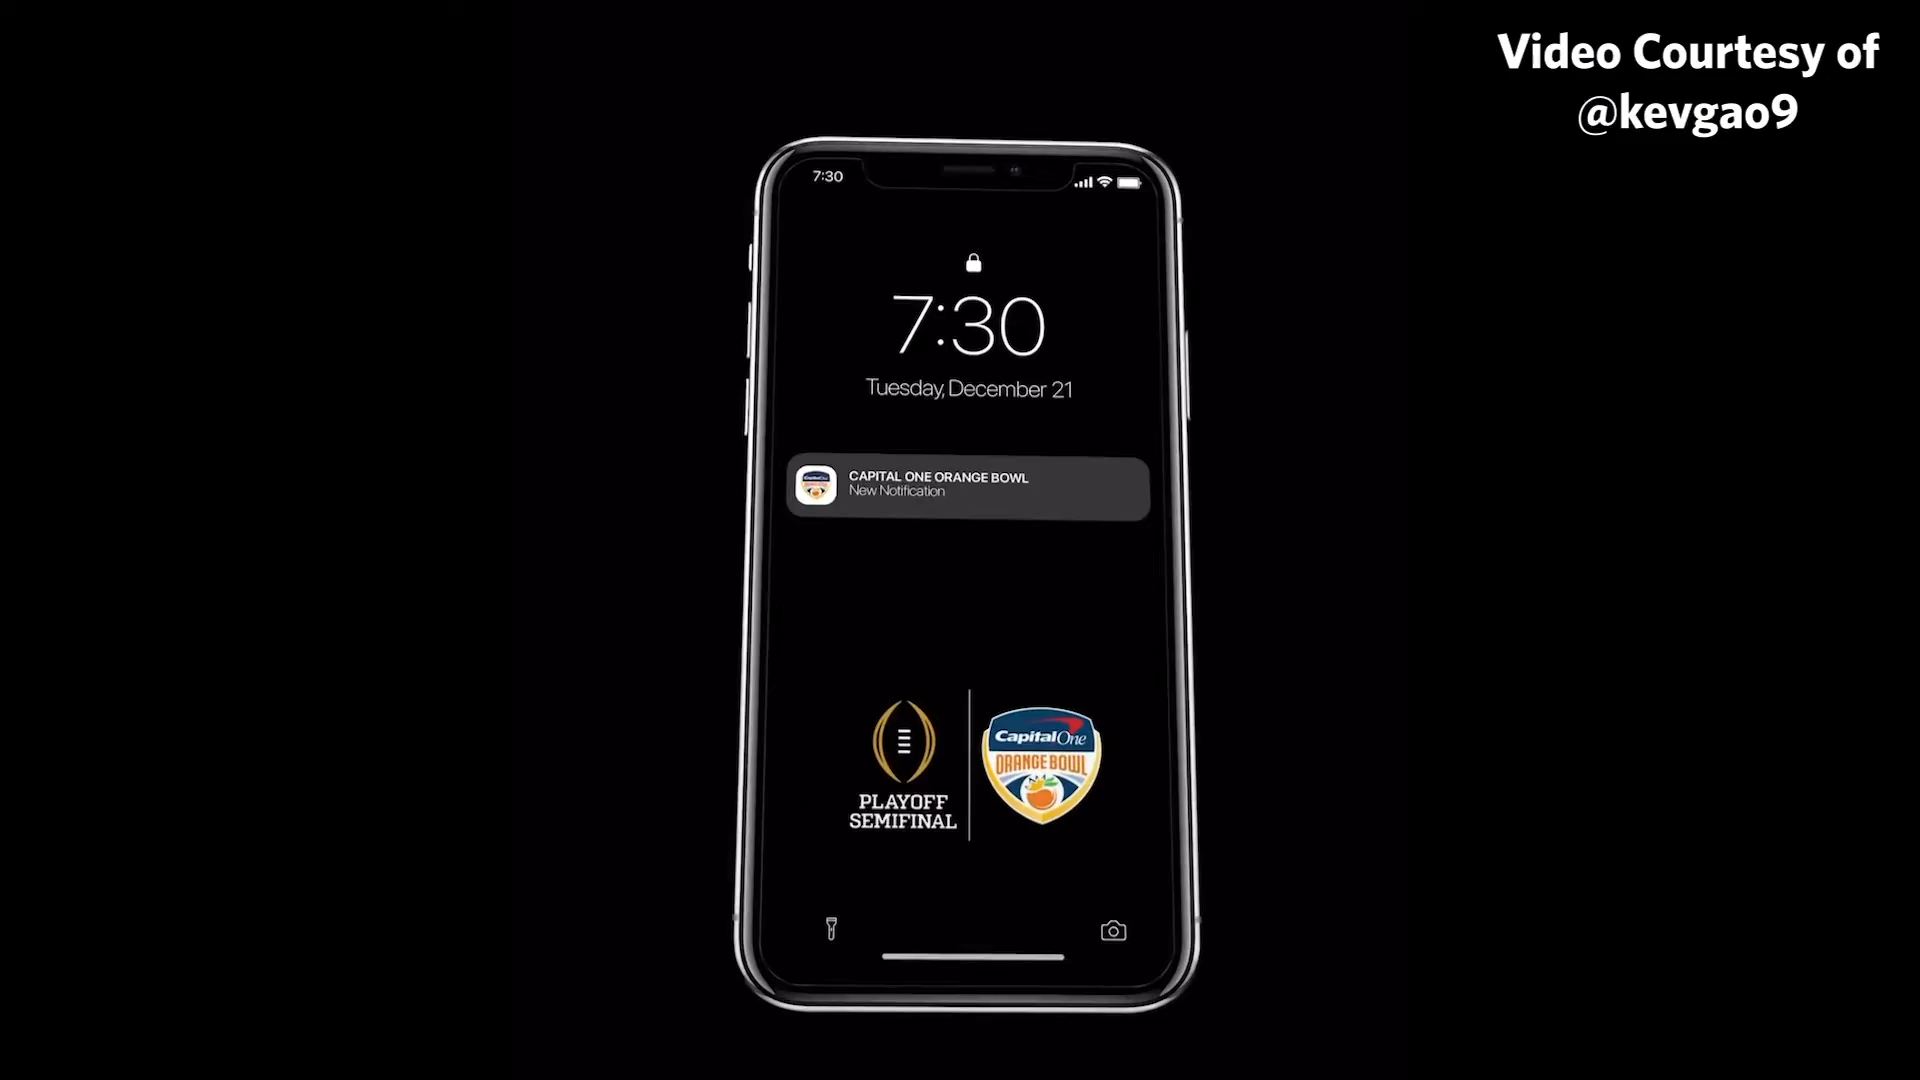 Video Courtesy of
@kevgao9
7:30
7:30
Tuesday, December 21
CAPITAL ONE ORANGE BOWL
New Notification
PLAYOFF
SEMIFINAL
CapitalOne
ORANGE BOWL